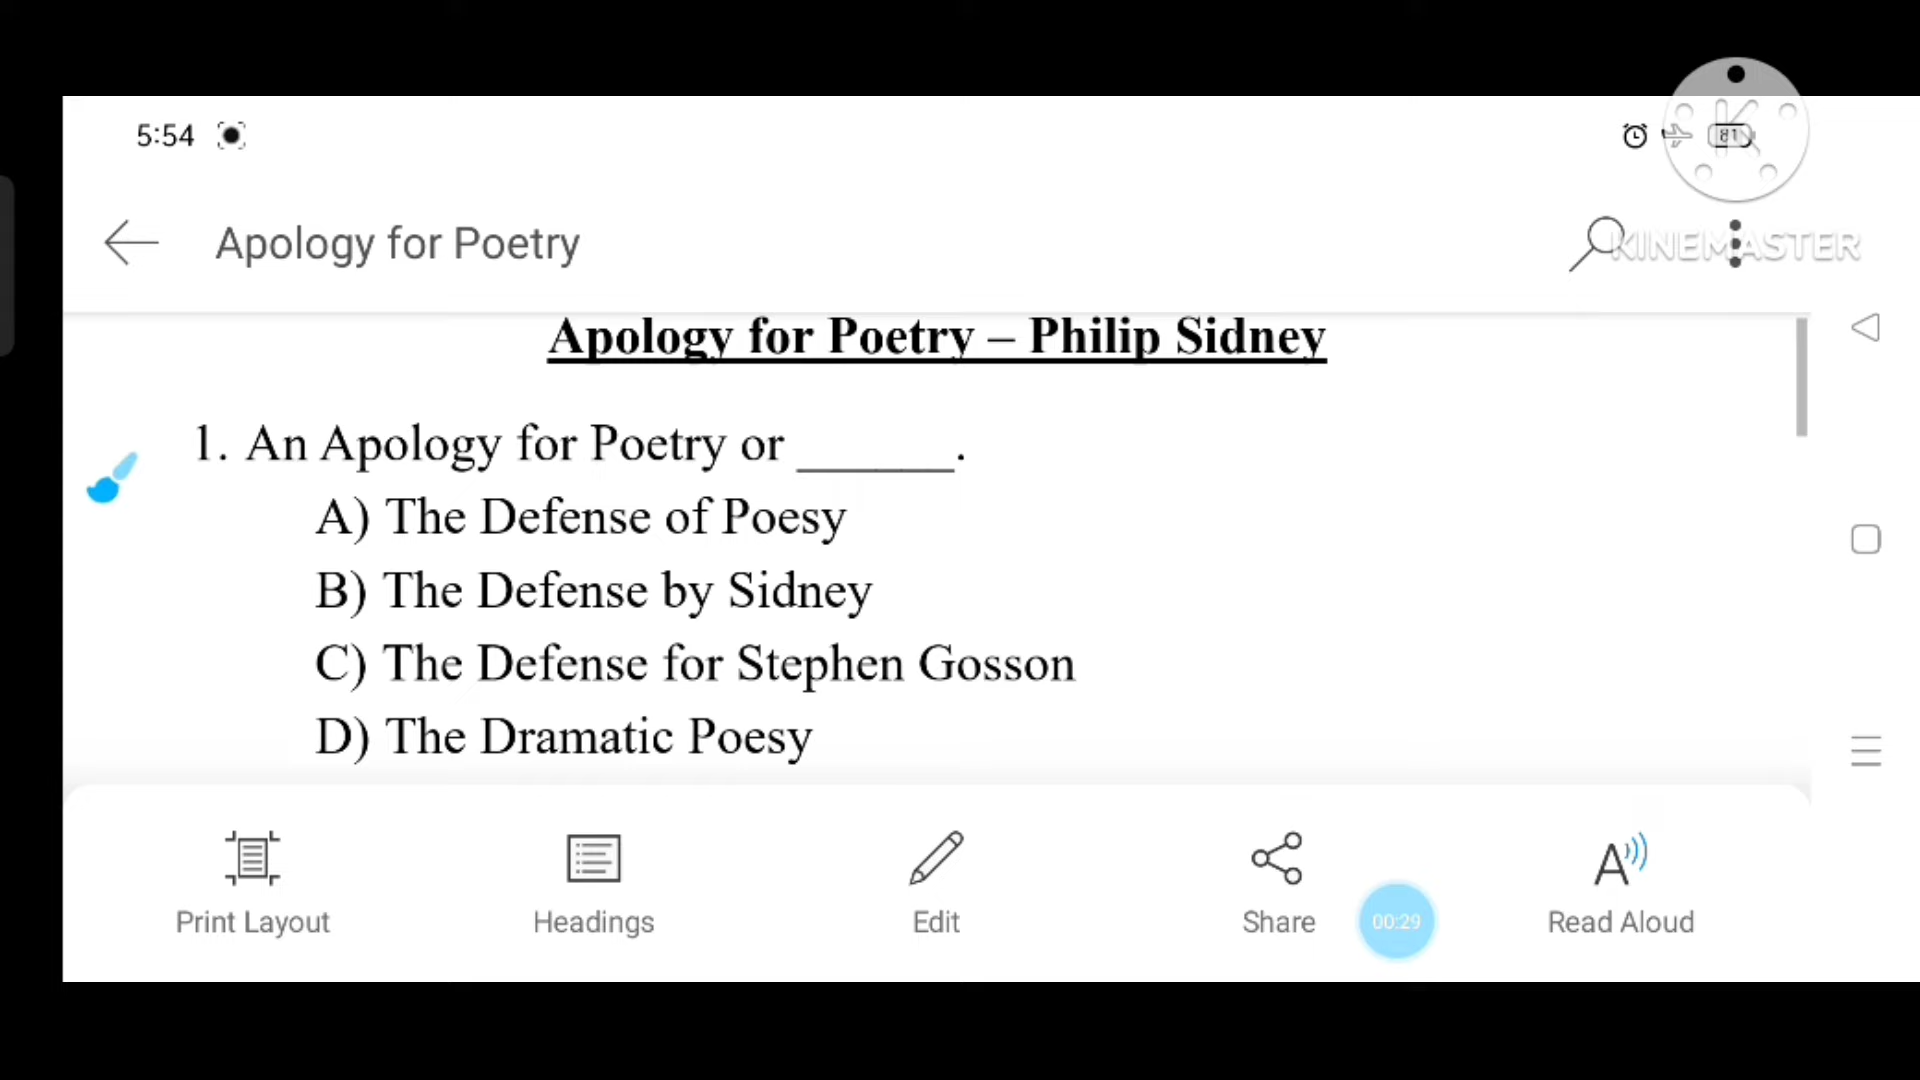 5:54
81
Apology for Poetry
KINEMASTER
Apology for Poetry – Philip Sidney
1. An Apology for Poetry or ______.
A) The Defense of Poesy
B) The Defense by Sidney
C) The Defense for Stephen Gosson
D) The Dramatic Poesy
Print Layout
Headings
Edit
Share
00:29
Read Aloud